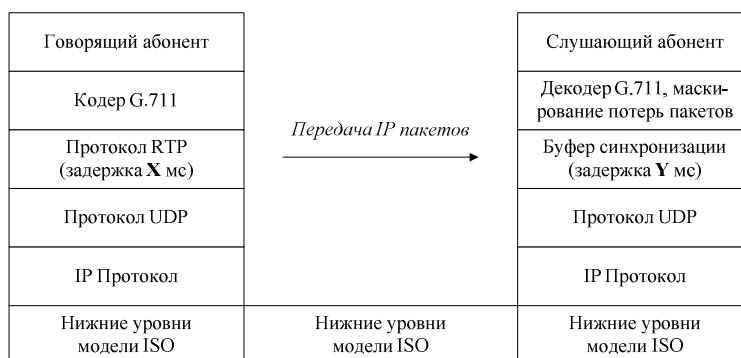 Говорящий абонент
Кодер G.711
Протокол RTP
(задержка X мс)
Протокол UDP
IP Протокол
Нижние уровни
модели ISO
Передача IP пакетов
Нижние уровни
модели ISO
Слушающий абонент
Декодер G.711, маски-
рование потерь пакетов
Буфер синхронизации
(задержка Y мс)
Протокол UDP
IP Протокол
Нижние уровни
модели ISO